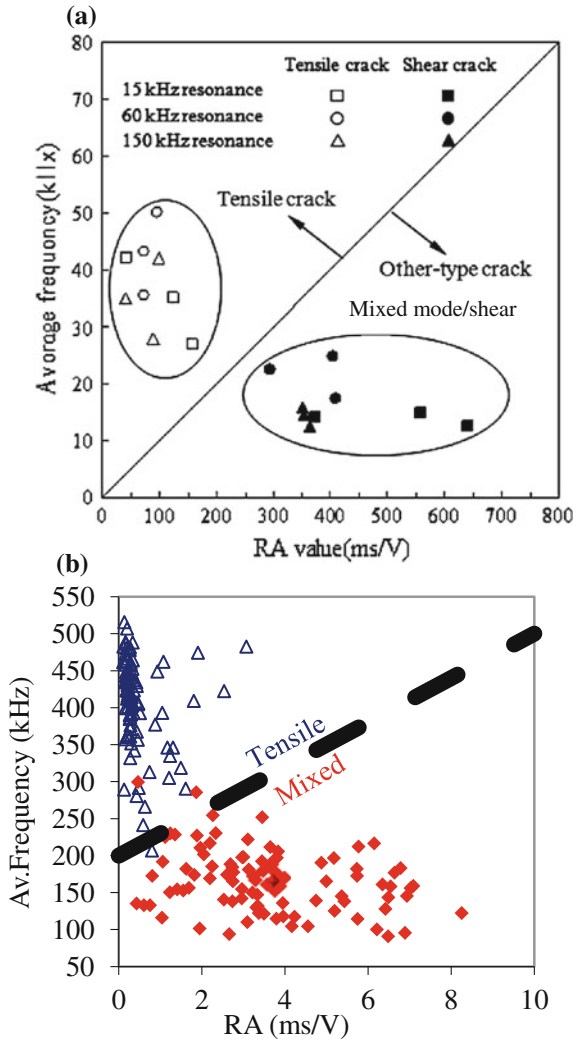 (a)
Tensile crack Shear crack
15 kHz resonance
60 kHz resonance
150 kHz resonance
Tensile crack
Other-type crack
Mixed mode/shear
Avorage frequoncy(k||x)
80
70
60
50
40
30
20
10
0
0 100 200 300 400 500 600 700 800
RA value(ms/V)
(b)
Av.Frequency (kHz)
550
500
450
400
350
300
250
200
150
100
50
Tensile
Mixed
0 2 4 6 8 10
RA (ms/V)